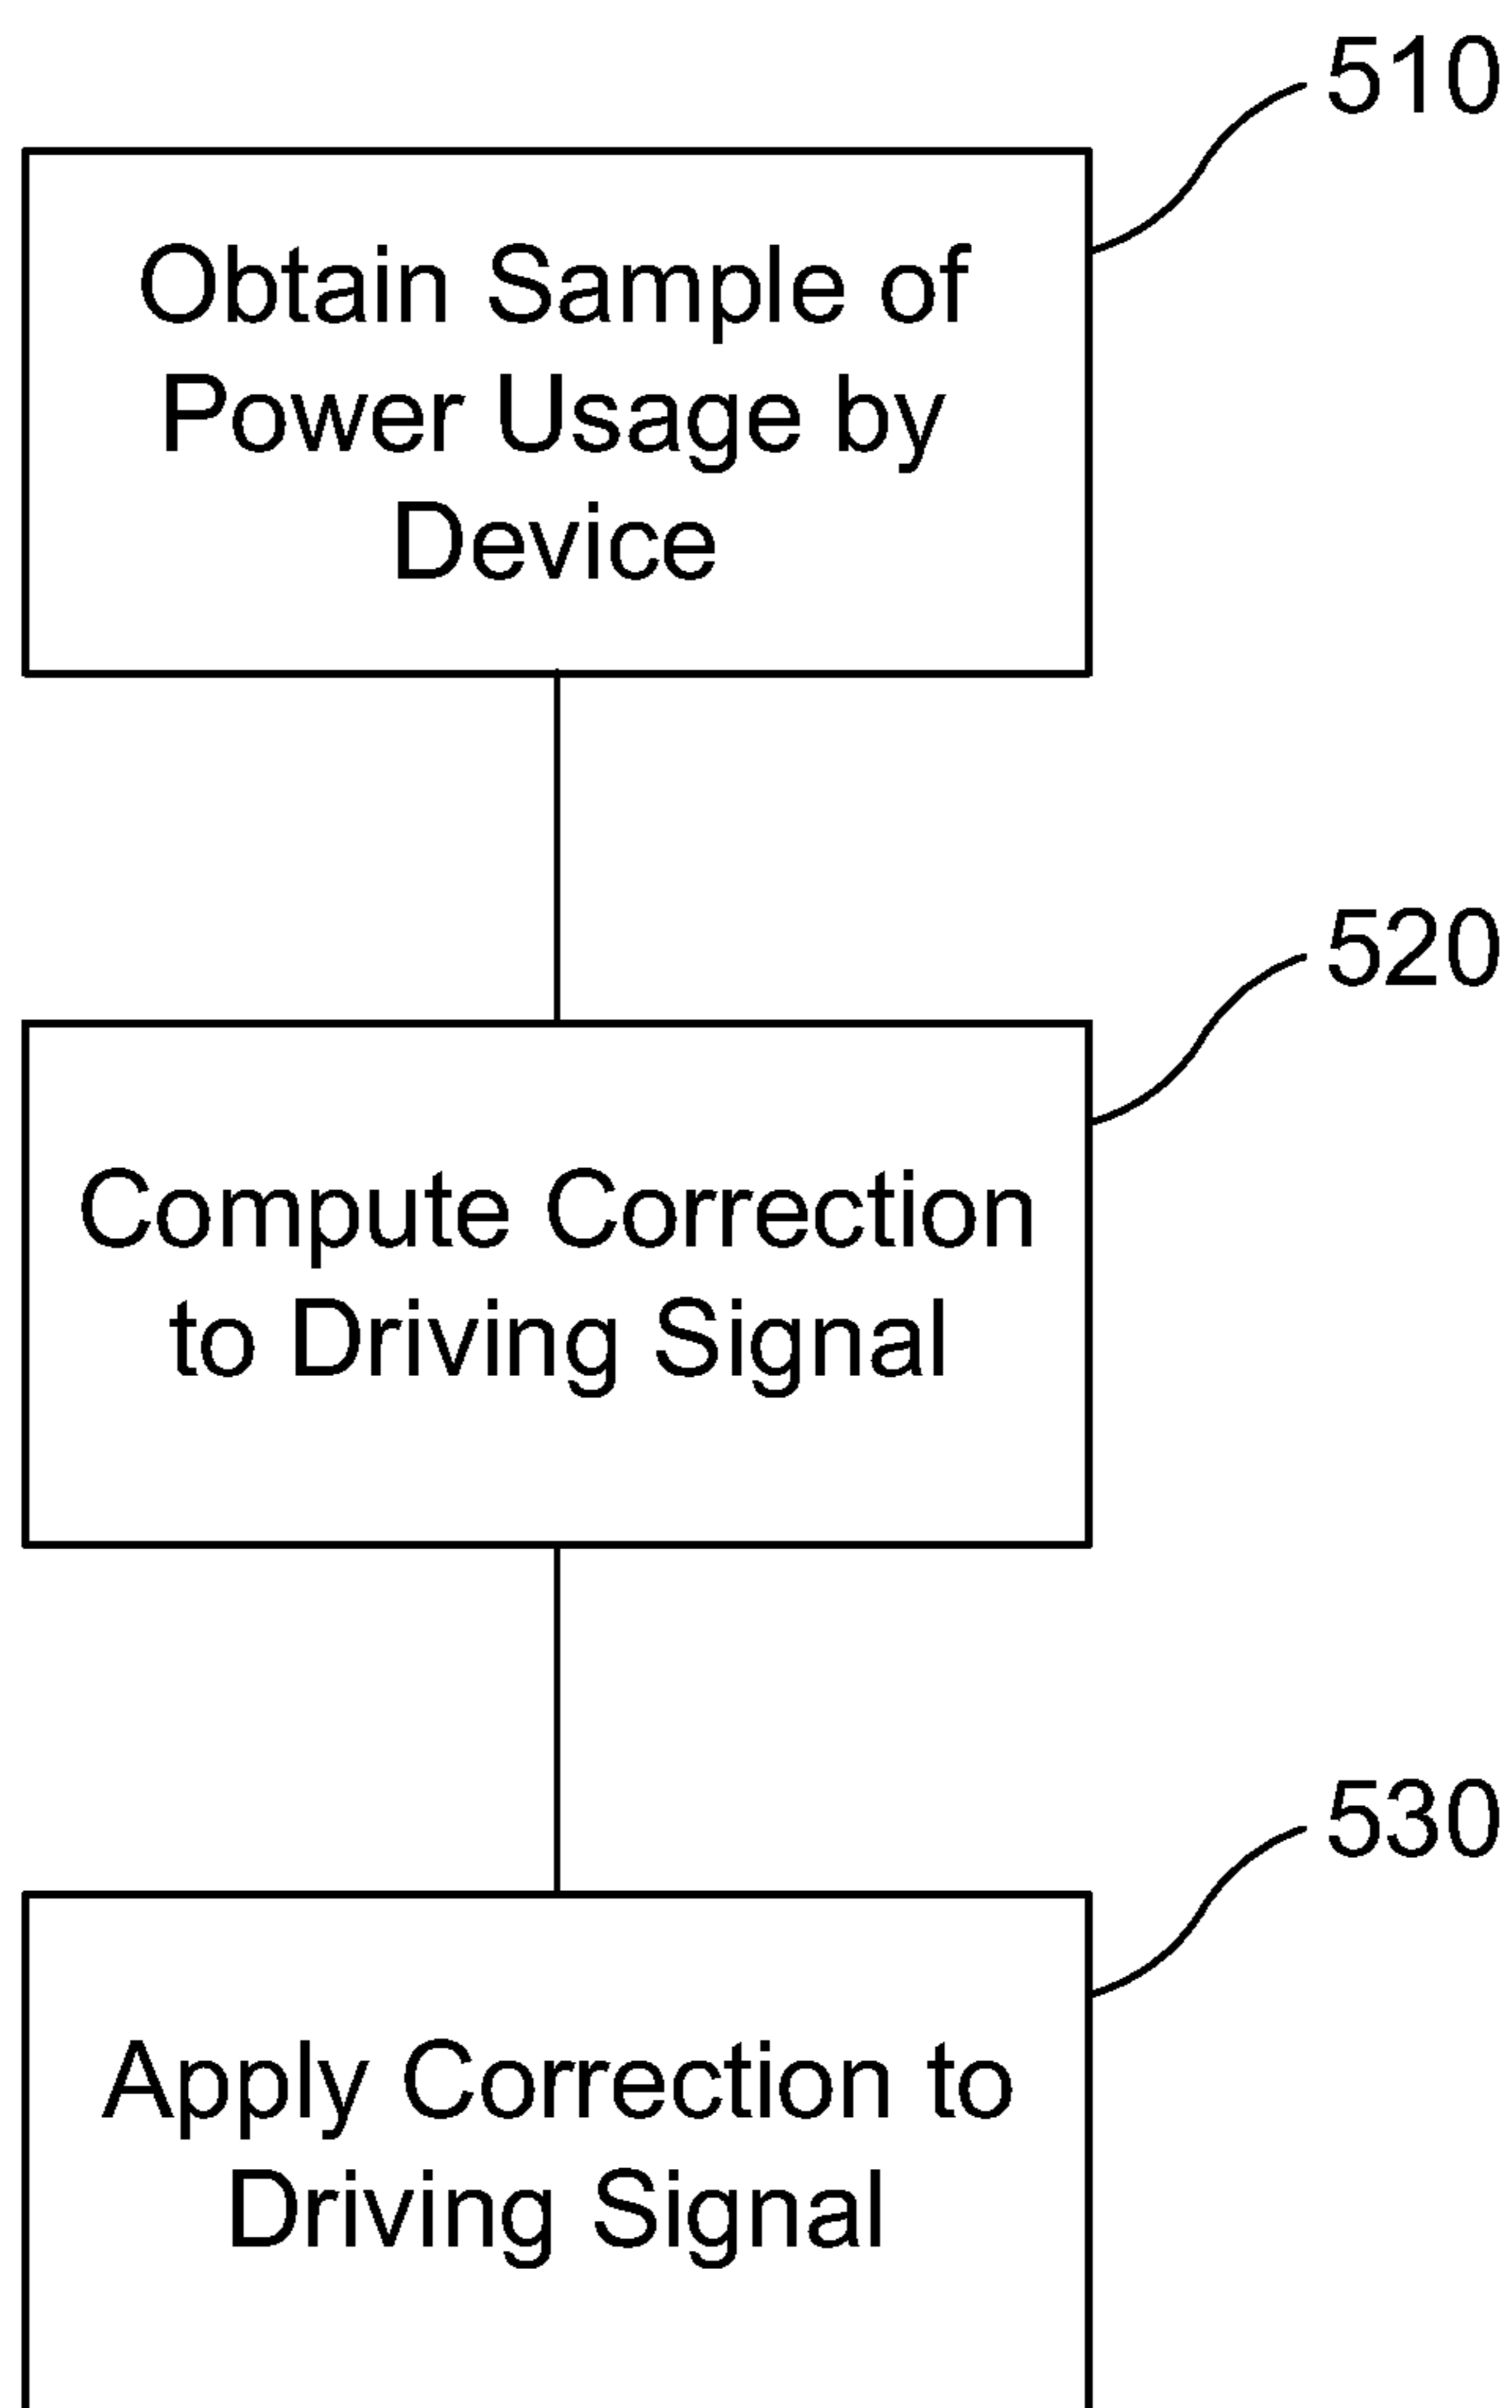 510
Obtain Sample of
Power Usage by
Device
520
Compute Correction
to Driving Signal
530
Apply Correction to
Driving Signal